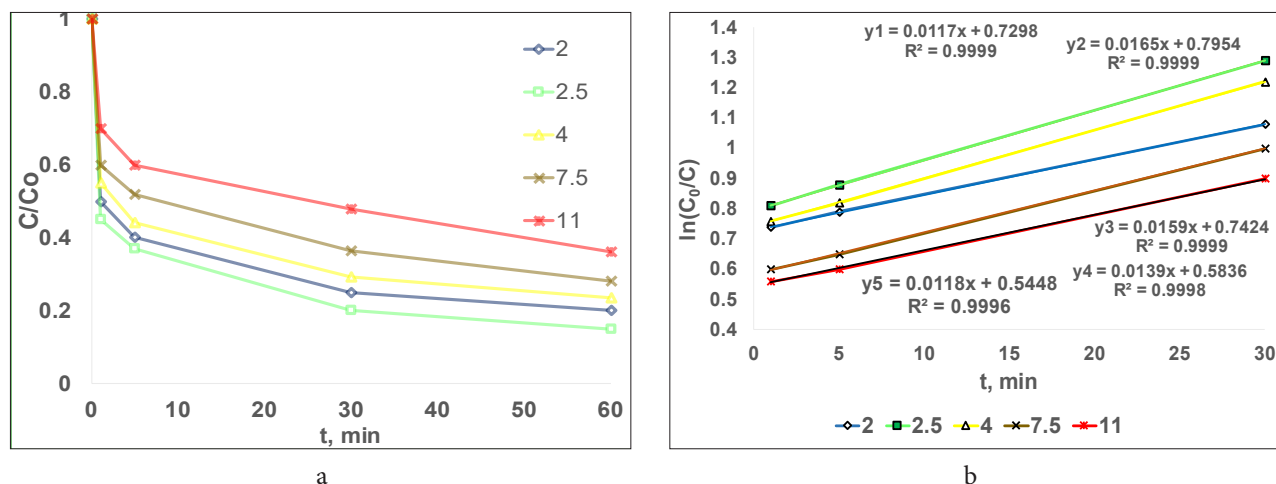 1
0.8
0.6
0.4
0.2
0
C/Co
0 10 20 30 40 50 60
t, min
2
2.5
4
7.5
11
a
y1 = 0.0117x + 0.7298
R² = 0.9999
y2 = 0.0165x + 0.7954
R² = 0.9999
1.4
1.3
1.2
1.1
1
0.9
0.8
0.7
0.6
0.5
0.4
ln(C₀/C)
y3 = 0.0159x + 0.7424
R² = 0.9999
y4 = 0.0139x + 0.5836
R² = 0.9998
y5 = 0.0118x + 0.5448
R² = 0.9996
0 5 10 15 20 25 30
t, min
2 2.5 4 7.5 11
b